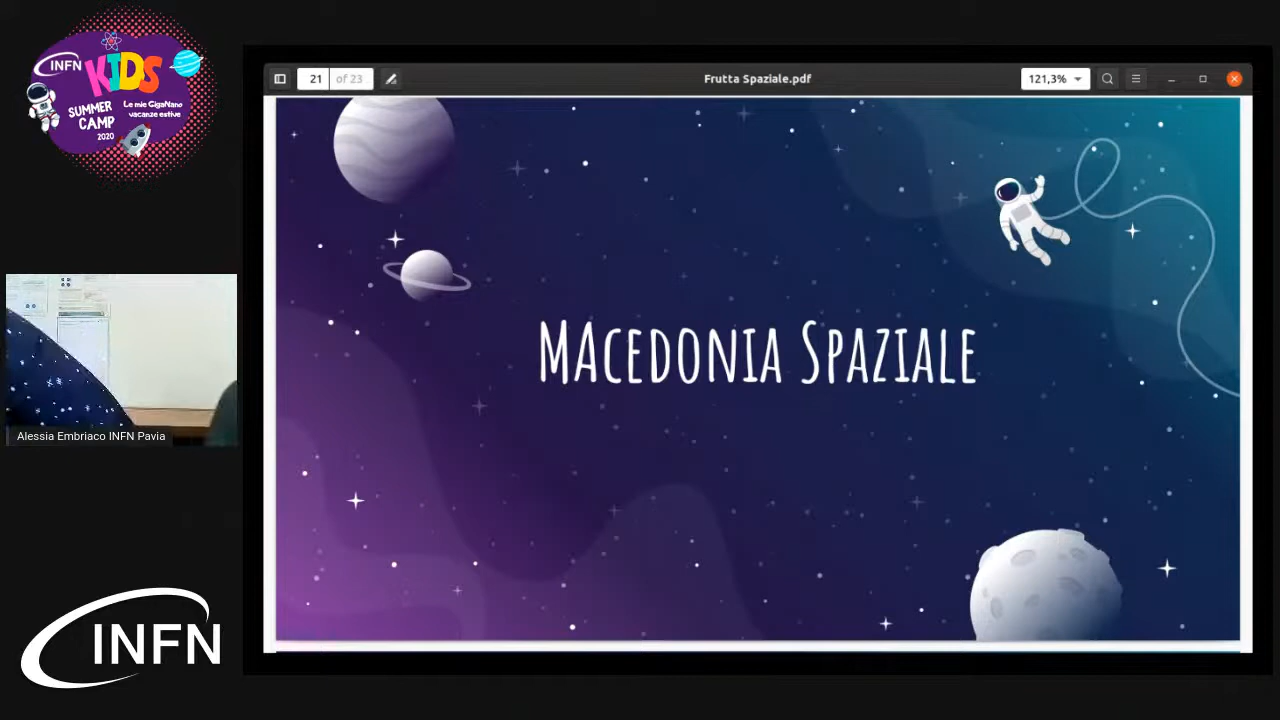 INFN
KIDS
SUMMER
CAMP
2020
Le mie GigaNano
vacanze estive
21 of 23
Frutta Spaziale.pdf
121,3%
MAcedonia Spaziale
Alessia Embriaco INFN Pavia
INFN